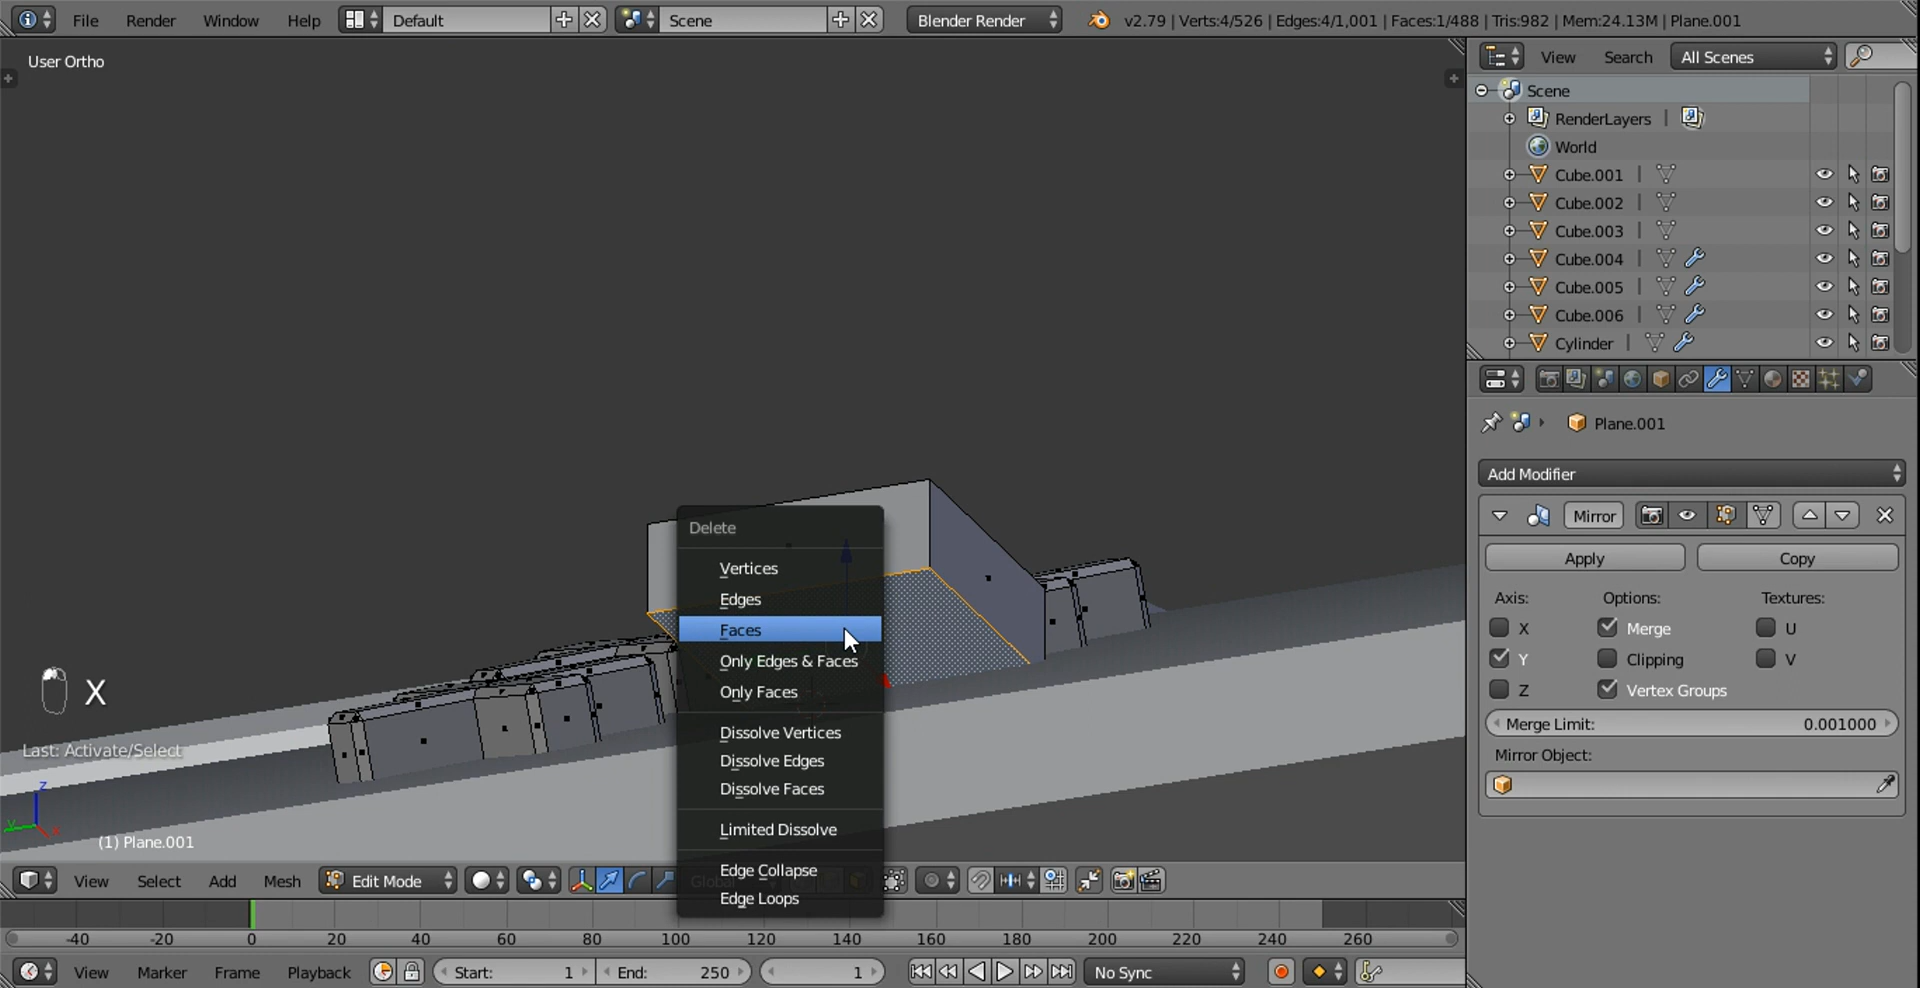 File Render Window Help Default Scene Blender Render v2.79 | Verts:4/526 | Edges:4/1,001 | Faces:1/488 | Tris:982 | Mem:24.13M | Plane.001
User Ortho
View Search All Scenes
Scene
RenderLayers
World
Cube.001
Cube.002
Cube.003
Cube.004
Cube.005
Cube.006
Cylinder
Plane.001
Add Modifier
Mirror
Apply Copy
Axis: Options: Textures:
X Merge U
Y Clipping V
Z Vertex Groups
Merge Limit: 0.001000
Mirror Object:
Delete
Vertices
Edges
Faces
Only Edges & Faces
Only Faces
Dissolve Vertices
Dissolve Edges
Dissolve Faces
Limited Dissolve
Edge Collapse
Edge Loops
X
Last: Activate/Select
z
y x
(1) Plane.001
View Select Add Mesh Edit Mode Global
-40 -20 0 20 40 60 80 100 120 140 160 180 200 220 240 260
View Marker Frame Playback Start: 1 End: 250 1 No Sync